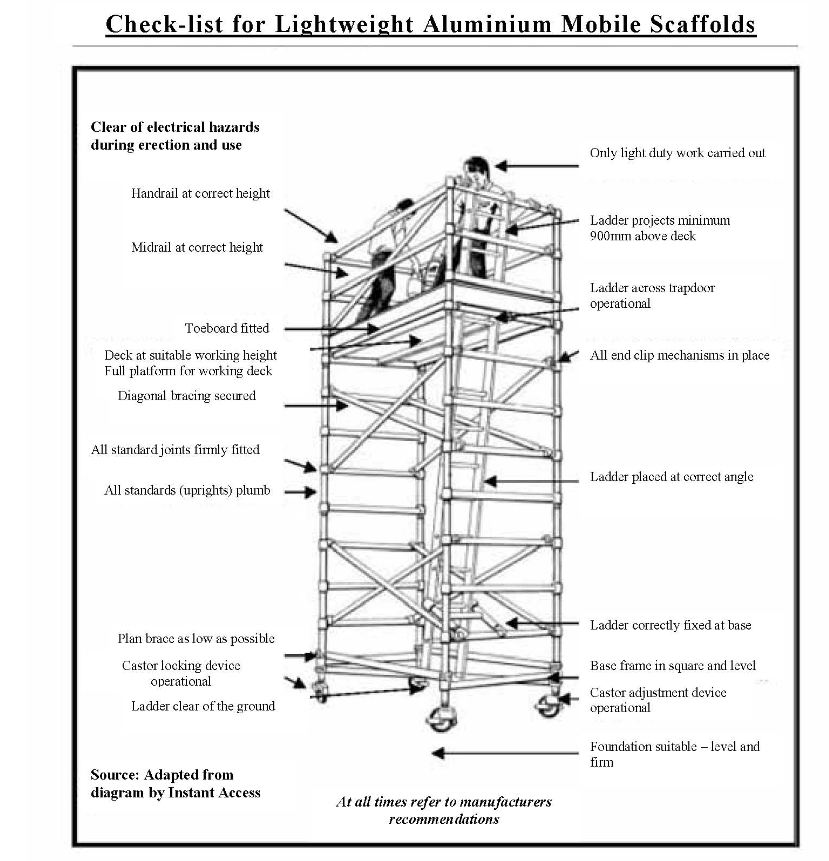 Check-list for Lightweight Aluminium Mobile Scaffolds
Clear of electrical hazards
during erection and use
Handrail at correct height
Midrail at correct height
Toeboard fitted
Deck at suitable working height
Full platform for working deck
Diagonal bracing secured
All standard joints firmly fitted
All standards (uprights) plumb
Plan brace as low as possible
Castor locking device
operational
Ladder clear of the ground
Only light duty work carried out
Ladder projects minimum
900mm above deck
Ladder across trapdoor
operational
All end clip mechanisms in place
Ladder placed at correct angle
Ladder correctly fixed at base
Base frame in square and level
Castor adjustment device
operational
Foundation suitable – level and
firm
Source: Adapted from
diagram by Instant Access
At all times refer to manufacturers
recommendations